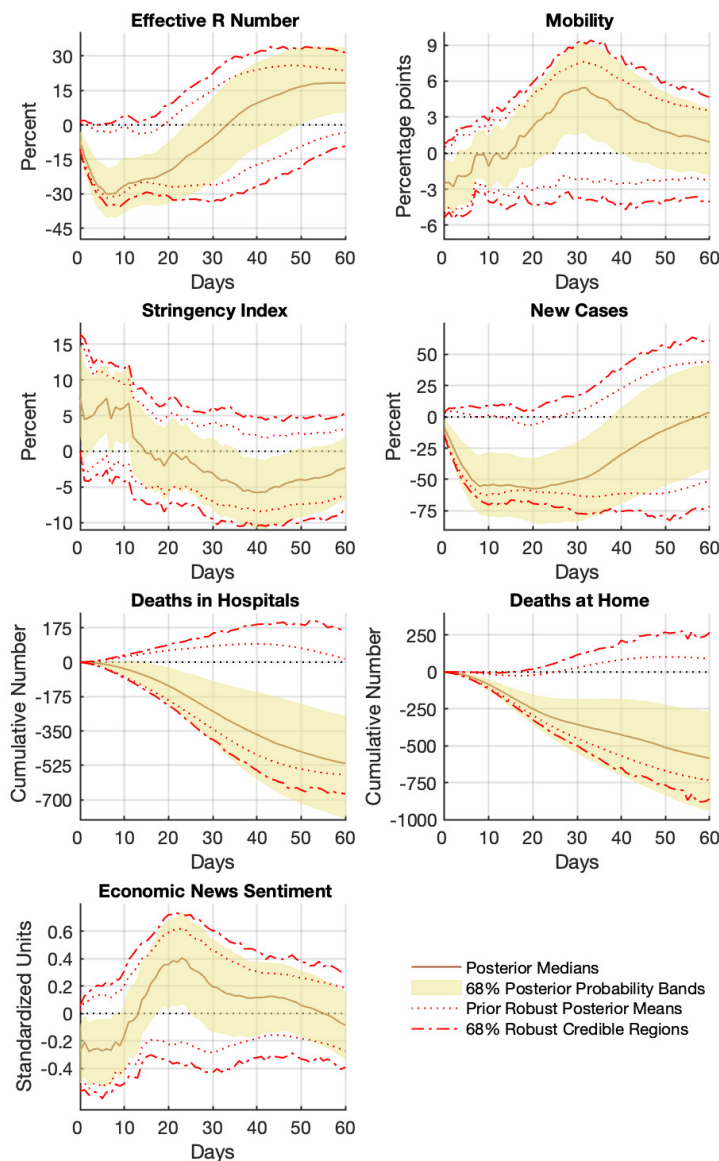 Effective R Number
Percent
30
15
0
-15
-30
-45
0 10 20 30 40 50 60
Days
Mobility
Percentage points
9
6
3
0
-3
-6
0 10 20 30 40 50 60
Days
Stringency Index
Percent
15
10
5
0
-5
-10
0 10 20 30 40 50 60
Days
New Cases
Percent
50
25
0
-25
-50
-75
0 10 20 30 40 50 60
Days
Deaths in Hospitals
Cumulative Number
175
0
-175
-350
-525
-700
0 10 20 30 40 50 60
Days
Deaths at Home
Cumulative Number
250
0
-250
-500
-750
-1000
0 10 20 30 40 50 60
Days
Economic News Sentiment
Standardized Units
0.6
0.4
0.2
0
-0.2
-0.4
0 10 20 30 40 50 60
Days
Posterior Medians
68% Posterior Probability Bands
Prior Robust Posterior Means
68% Robust Credible Regions